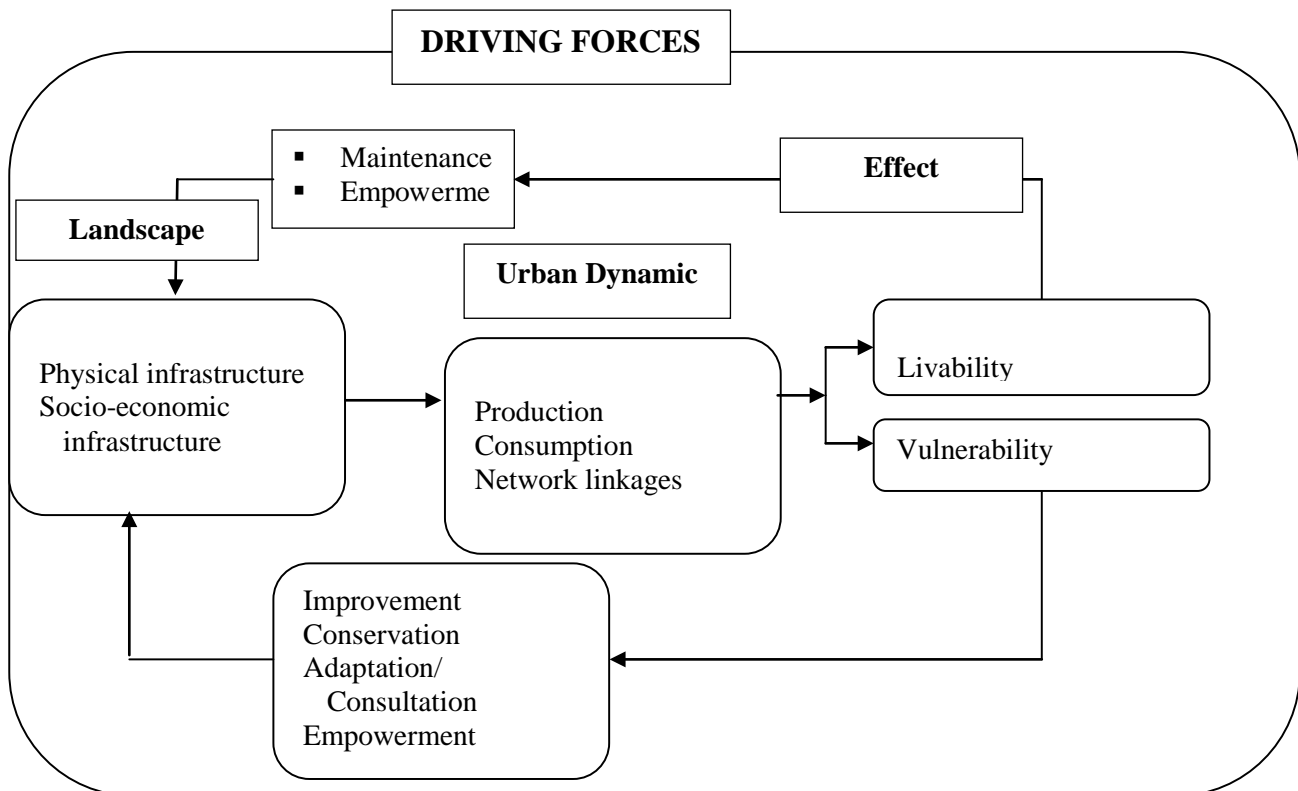 DRIVING FORCES
Maintenance
Empowerme
Effect
Landscape
Urban Dynamic
Physical infrastructure
Socio-economic
infrastructure
Production
Consumption
Network linkages
Livability
Vulnerability
Improvement
Conservation
Adaptation/
Consultation
Empowerment